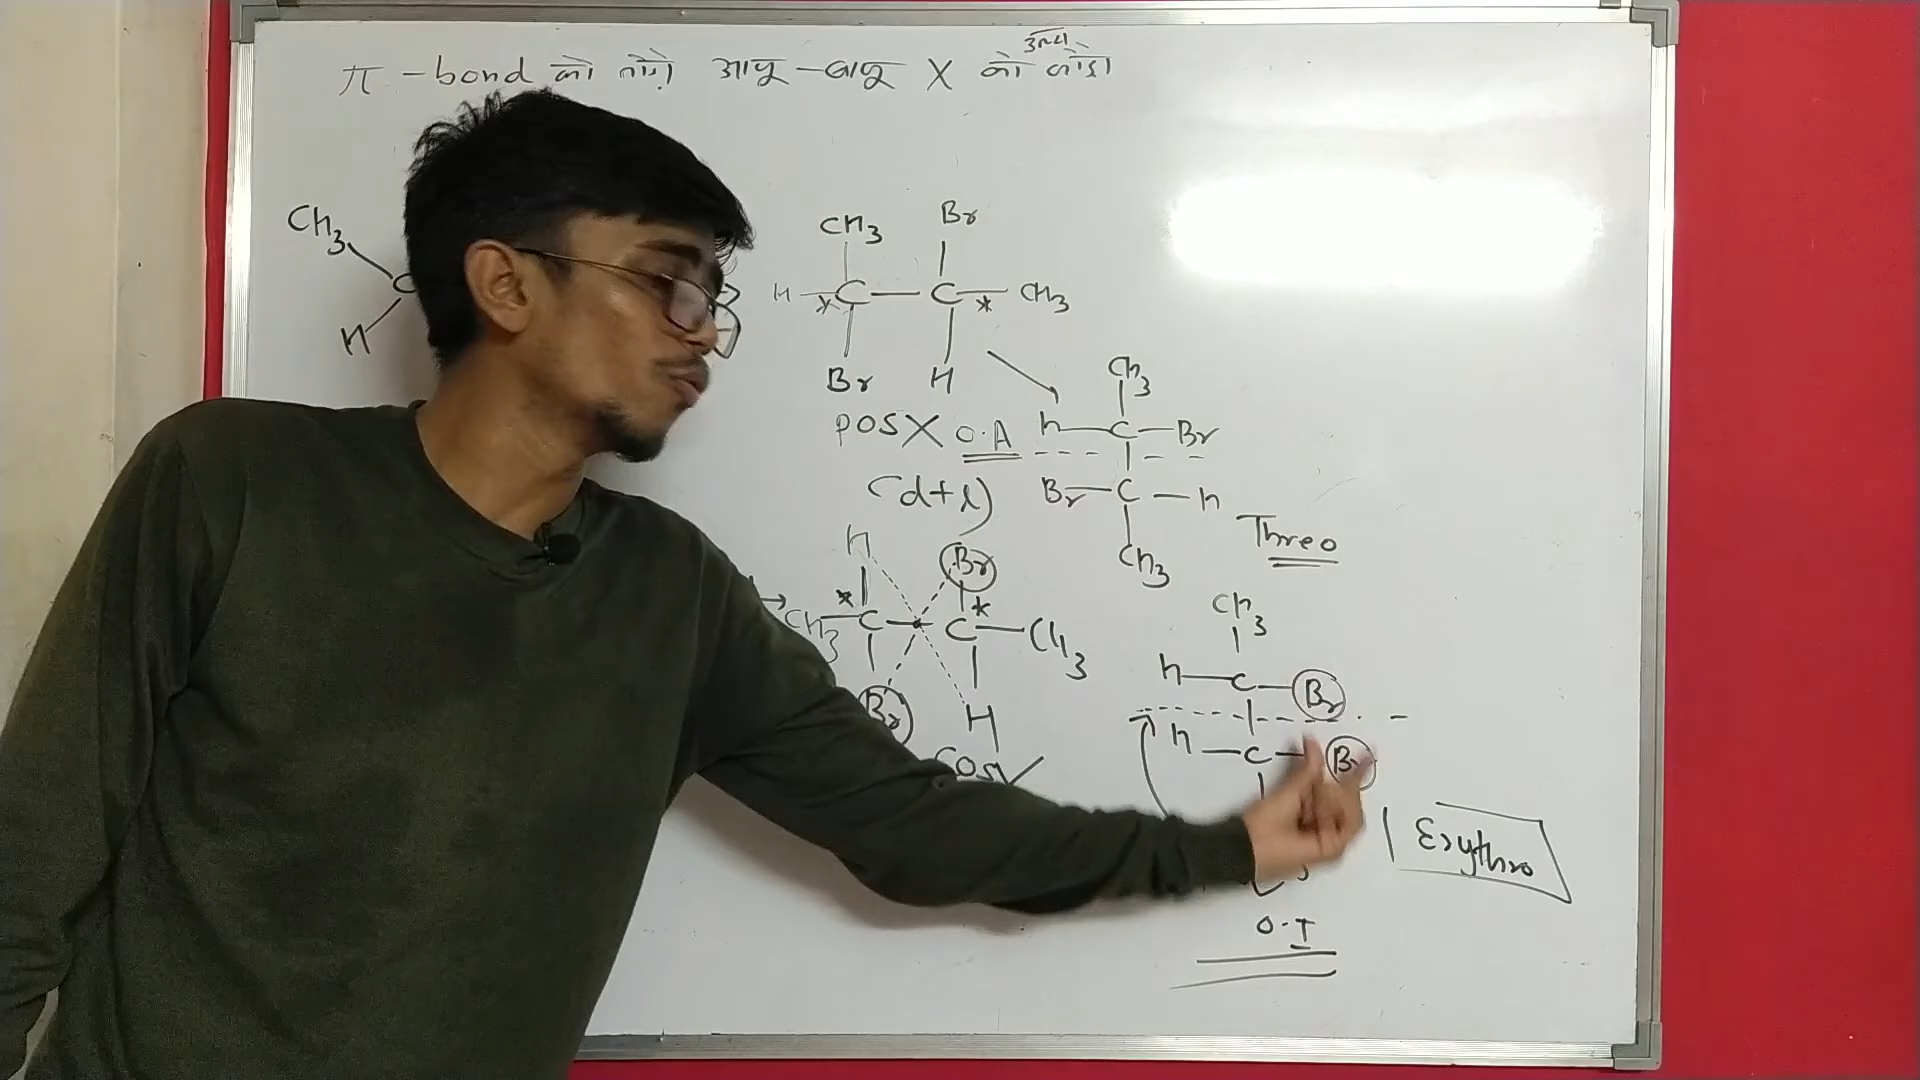 π - bond को तोड़ो आजू - बाजू X को जोड़ो
CH3
C
H
CH3 Br
H * C C * CH3
Br H
POS X O.A
(d+l)
CH3
H C Br
Br C H
CH3
Threo
H Br
CH3 * C C * CH3
Br H
COS ✓
CH3
H C Br
H C Br
3
Erythro
O.I